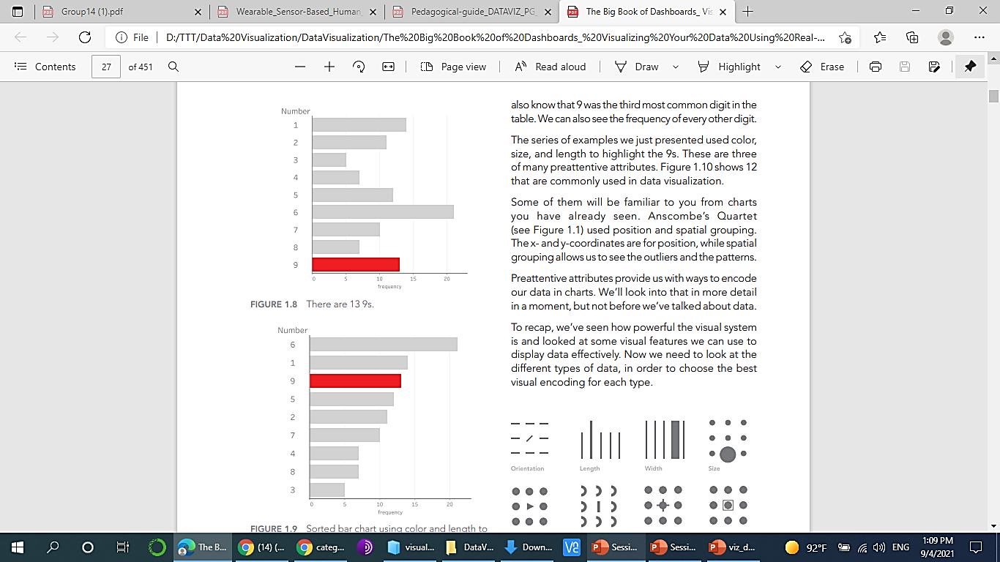 Group14 (1).pdf
Wearable_Sensor-Based_Human_
Pedagogical-guide_DATAVIZ_PG_
The Big Book of Dashboards_ Vis
File
D:/TTT/Data%20Visualization/DataVisualization/The%20Big%20Book%20of%20Dashboards_%20Visualizing%20Your%20Data%20Using%20Real-...
Contents
27
of 451
Page view
Read aloud
Draw
Highlight
Erase
Number
1
2
3
4
5
6
7
8
9
0 5 10 15 20
frequency
FIGURE 1.8 There are 13 9s.
Number
6
1
9
5
2
7
4
8
3
0 5 10 15 20
frequency
FIGURE 1.9 Sorted bar chart using color and length to
also know that 9 was the third most common digit in the
table. We can also see the frequency of every other digit.
The series of examples we just presented used color,
size, and length to highlight the 9s. These are three
of many preattentive attributes. Figure 1.10 shows 12
that are commonly used in data visualization.
Some of them will be familiar to you from charts
you have already seen. Anscombe's Quartet
(see Figure 1.1) used position and spatial grouping.
The x- and y-coordinates are for position, while spatial
grouping allows us to see the outliers and the patterns.
Preattentive attributes provide us with ways to encode
our data in charts. We'll look into that in more detail
in a moment, but not before we've talked about data.
To recap, we've seen how powerful the visual system
is and looked at some visual features we can use to
display data effectively. Now we need to look at the
different types of data, in order to choose the best
visual encoding for each type.
Orientation
Length
Width
Size
The B...
(14) (...
categ...
visual...
DataV...
Down...
Sessi...
Sessi...
viz_d...
92°F
ENG
1:09 PM
9/4/2021